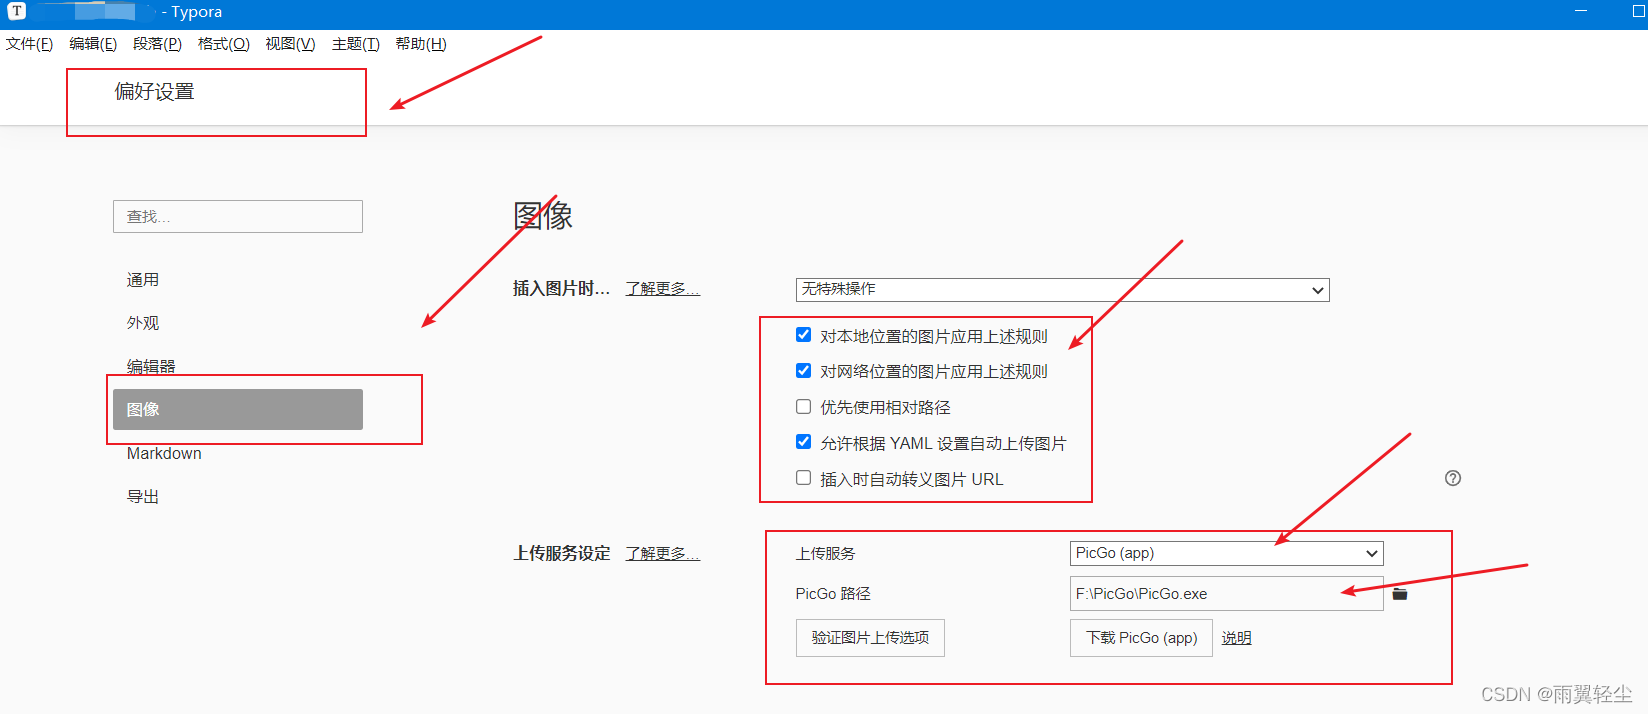 T - Typora
文件(F) 编辑(E) 段落(P) 格式(O) 视图(V) 主题(T) 帮助(H)
偏好设置
查找...
通用
外观
编辑器
图像
Markdown
导出
图像
插入图片时... 了解更多... 无特殊操作
对本地位置的图片应用上述规则
对网络位置的图片应用上述规则
优先使用相对路径
允许根据 YAML 设置自动上传图片
插入时自动转义图片 URL
上传服务设定 了解更多... 上传服务 PicGo (app)
PicGo 路径 F:\PicGo\PicGo.exe
验证图片上传选项 下载 PicGo (app) 说明
CSDN @雨翼轻尘